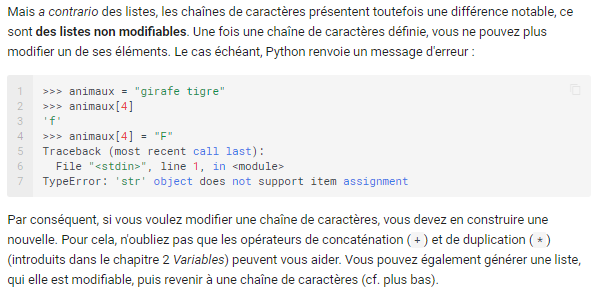 Mais a contrario des listes, les chaînes de caractères présentent toutefois une différence notable, ce
sont des listes non modifiables. Une fois une chaîne de caractères définie, vous ne pouvez plus
modifier un de ses éléments. Le cas échéant, Python renvoie un message d'erreur :
1 >>> animaux = "girafe tigre"
2 >>> animaux[4]
3 'f'
4 >>> animaux[4] = "F"
5 Traceback (most recent call last):
6   File "<stdin>", line 1, in <module>
7 TypeError: 'str' object does not support item assignment
Par conséquent, si vous voulez modifier une chaîne de caractères, vous devez en construire une
nouvelle. Pour cela, n'oubliez pas que les opérateurs de concaténation ( + ) et de duplication ( * )
(introduits dans le chapitre 2 Variables) peuvent vous aider. Vous pouvez également générer une liste,
qui elle est modifiable, puis revenir à une chaîne de caractères (cf. plus bas).